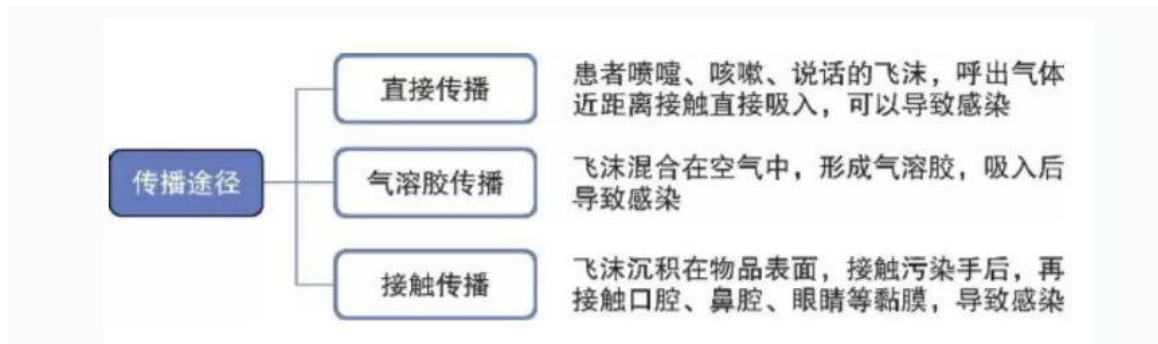 传播途径
直接传播
患者喷嚏、咳嗽、说话的飞沫，呼出气体
近距离接触直接吸入，可以导致感染
气溶胶传播
飞沫混合在空气中，形成气溶胶，吸入后
导致感染
接触传播
飞沫沉积在物品表面，接触污染手后，再
接触口腔、鼻腔、眼睛等黏膜，导致感染